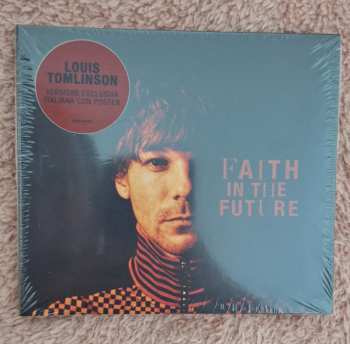 LOUIS
TOMLINSON
VERSIONE ESCLUSIVA
ITALIANA CON POSTER
FAITH
IN THE
FUTURE